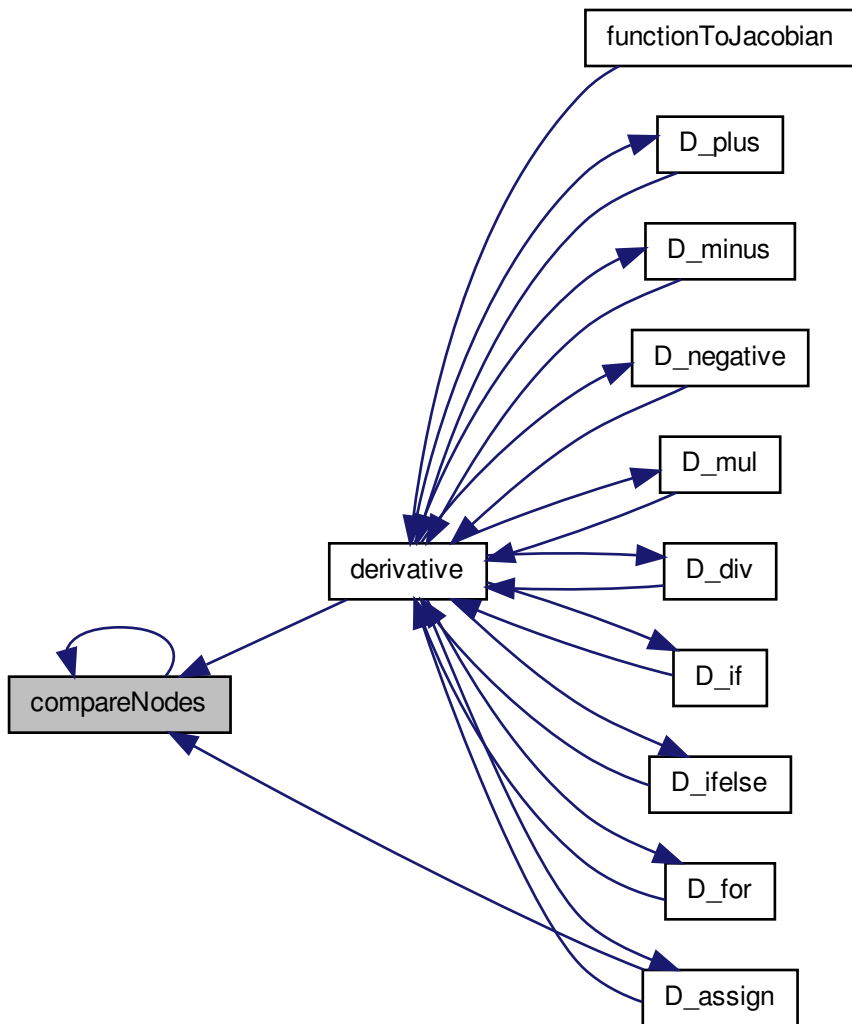 functionToJacobian
D_plus
D_minus
D_negative
D_mul
derivative
D_div
D_if
compareNodes
D_ifelse
D_for
D_assign